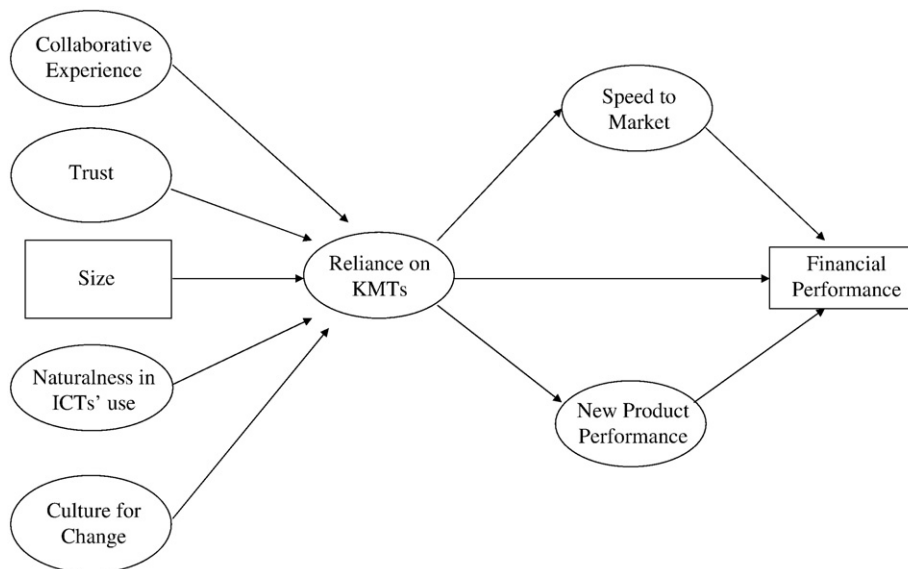 Collaborative
Experience
Trust
Size
Naturalness in
ICTs' use
Culture for
Change
Reliance on
KMTs
Speed to
Market
New Product
Performance
Financial
Performance